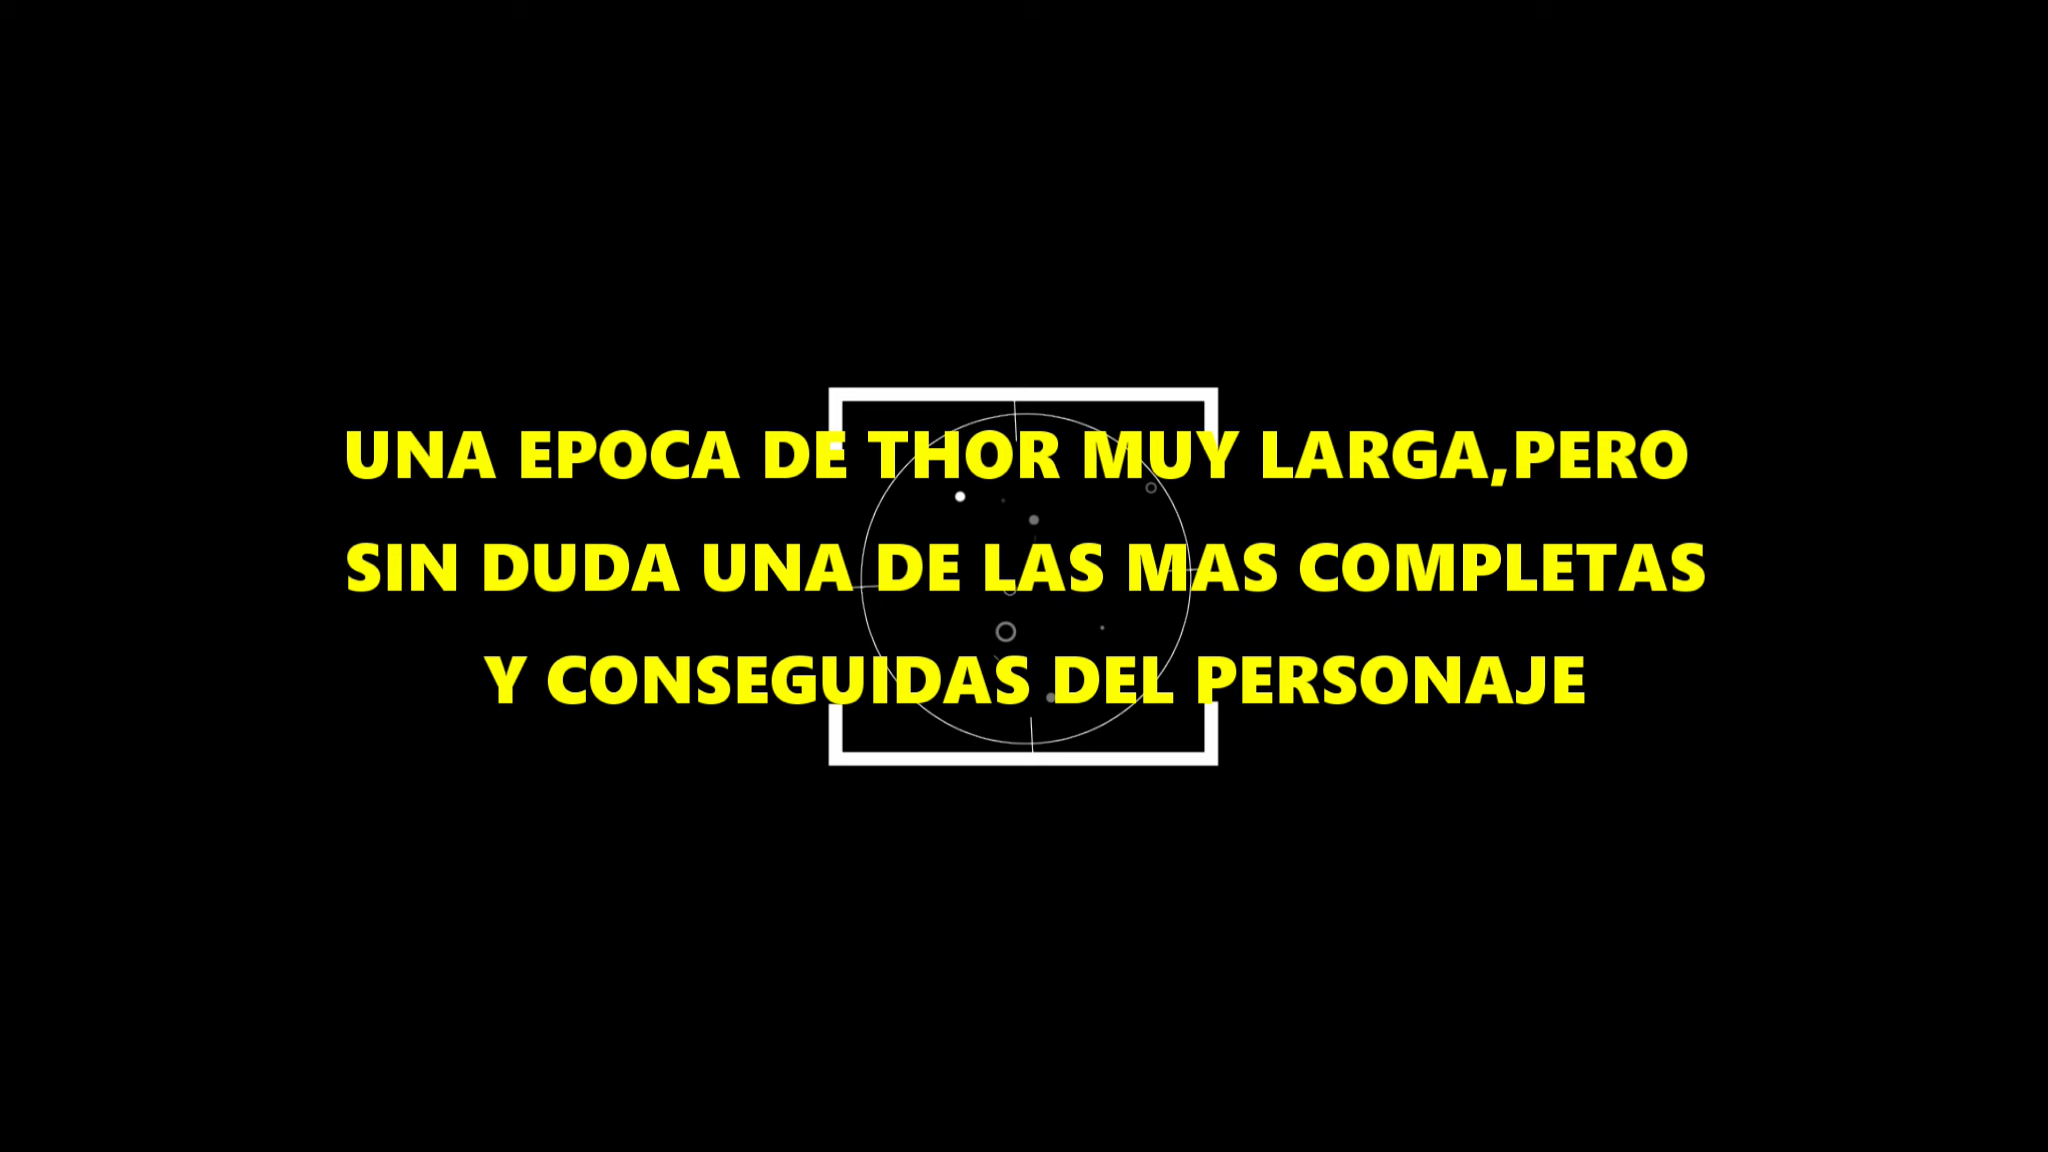 UNA EPOCA DE THOR MUY LARGA,PERO
SIN DUDA UNA DE LAS MAS COMPLETAS
Y CONSEGUIDAS DEL PERSONAJE